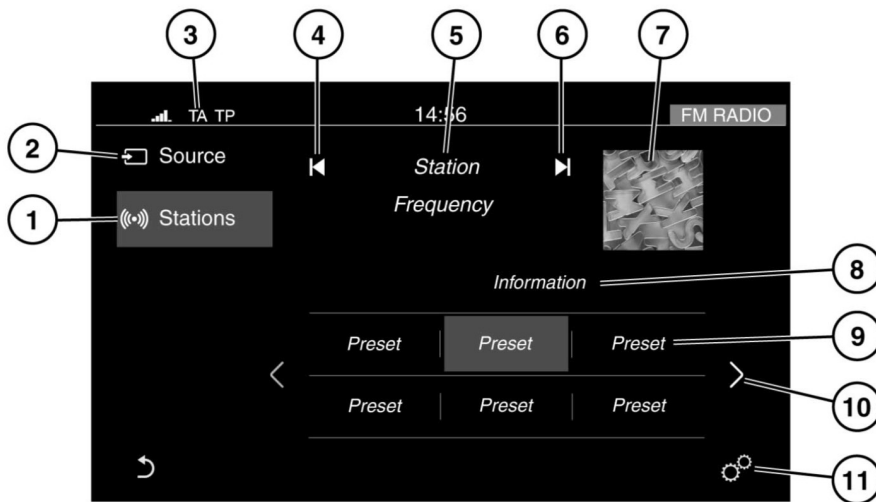 3 4 5 6 7
TA TP 14:56 FM RADIO
2 Source Station
1 Stations Frequency
Information 8
Preset Preset Preset 9
10
Preset Preset Preset
11